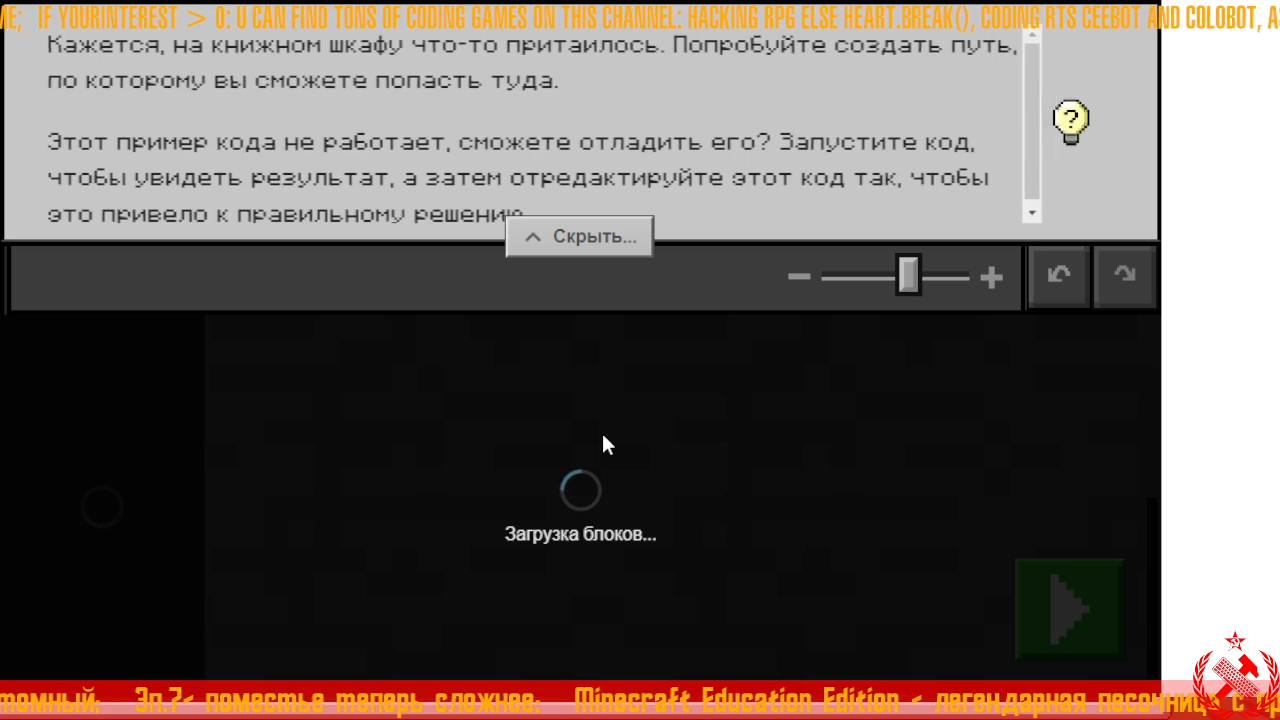 ME; IF YOURINTEREST > 0: U CAN FIND TONS OF CODING GAMES ON THIS CHANNEL: HACKING RPG ELSE HEART.BREAK(), CODING RTS CEEBOT AND COLOBOT,
Кажется, на книжном шкафу что-то притаилось. Попробуйте создать путь,
по которому вы сможете попасть туда.
Этот пример кода не работает, сможете отладить его? Запустите код,
чтобы увидеть результат, а затем отредактируйте этот код так, чтобы
это привело к правильному решению
Скрыть...
Загрузка блоков...
томный; Эп.7< поместье теперь сложнее; Minecraft Education Edition < легендарная песочница